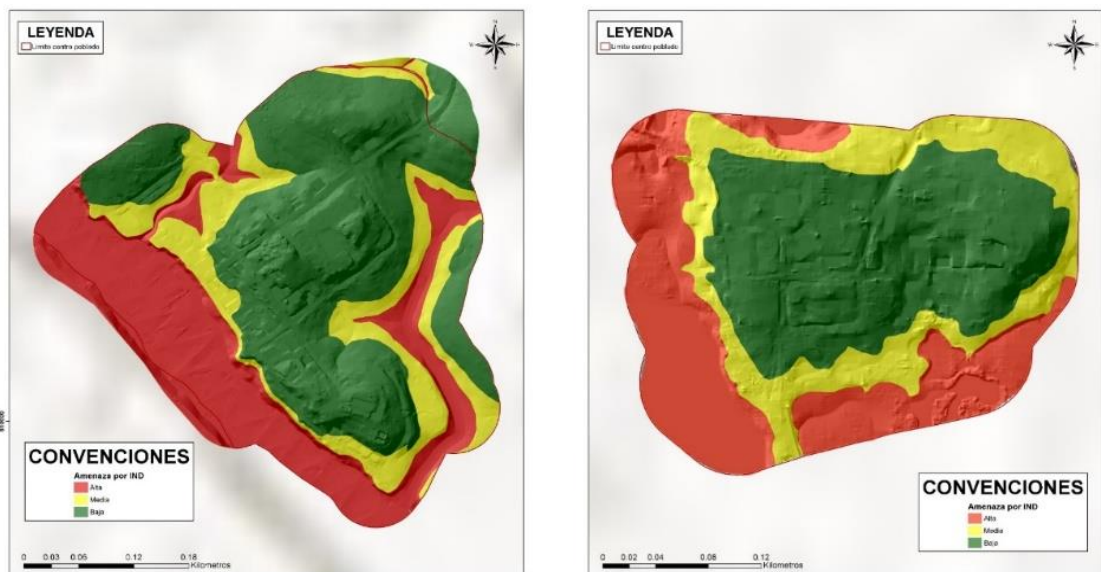 LEYENDA
Limite centro poblado
N
CONVENCIONES
Amenaza por IND
Alta
Media
Baja
0 0.03 0.06 0.12 0.18
Kilometros
LEYENDA
Limite centro poblado
N
CONVENCIONES
Amenaza por IND
Alta
Media
Baja
0 0.02 0.04 0.08 0.12
Kilometros